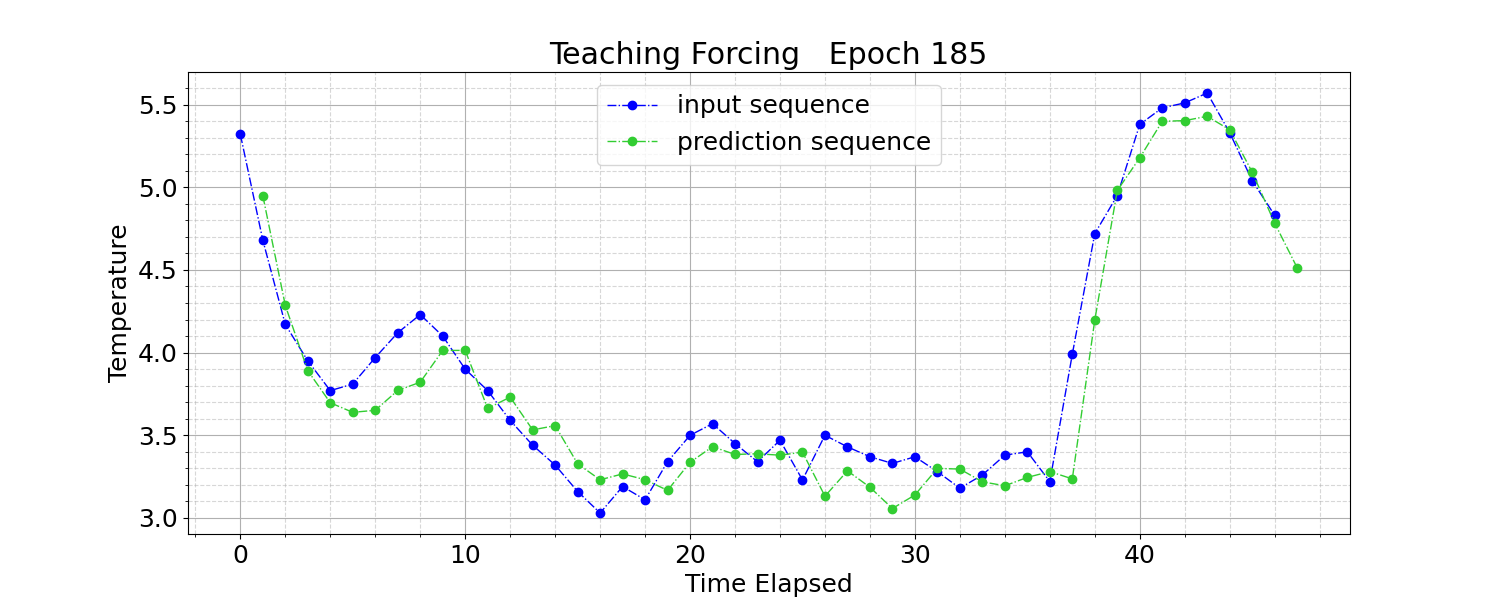 Teaching Forcing   Epoch 185
input sequence
prediction sequence
Temperature
5.5
5.0
4.5
4.0
3.5
3.0
0 10 20 30 40
Time Elapsed